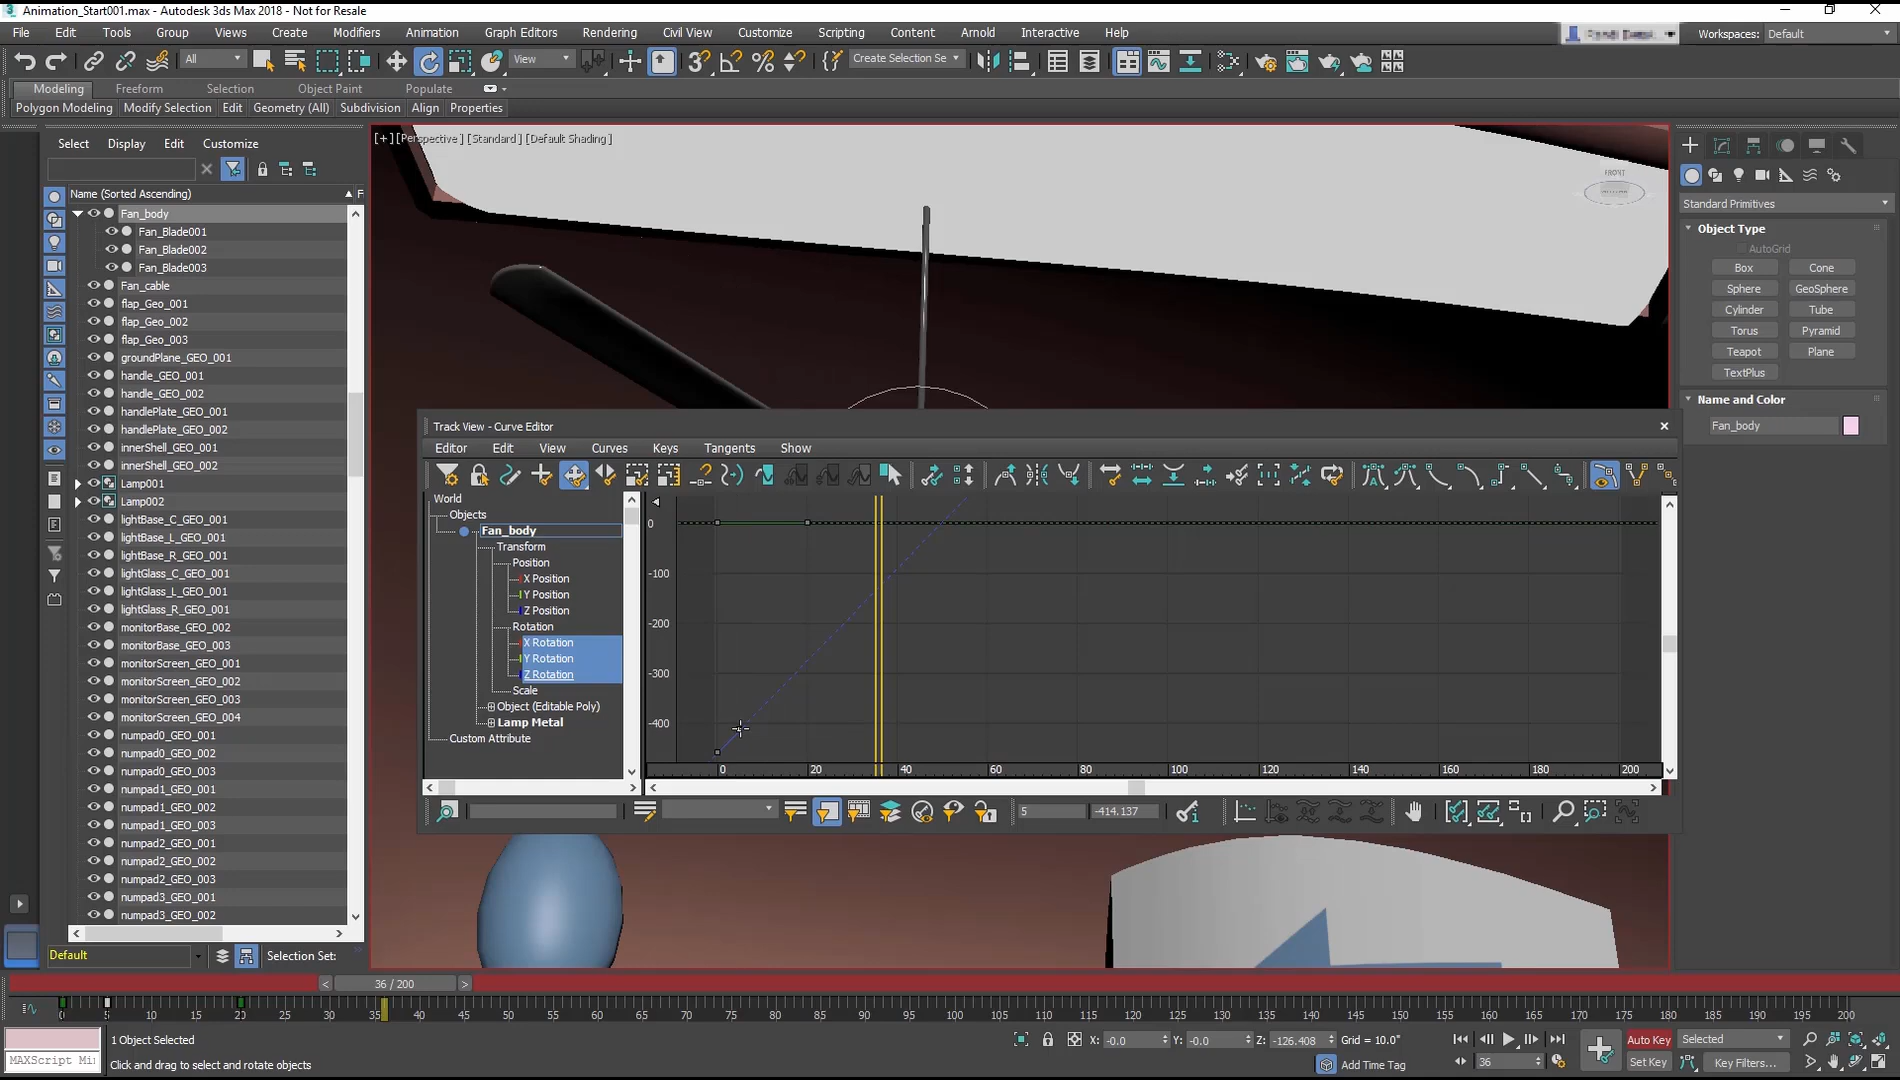 Animation_Start001.max - Autodesk 3ds Max 2018 - Not for Resale
File Edit Tools Group Views Create Modifiers Animation Graph Editors Rendering Civil View Customize Scripting Content Arnold Interactive Help
Workspaces: Default
All View Create Selection Se
Modeling Freeform Selection Object Paint Populate
Polygon Modeling Modify Selection Edit Geometry (All) Subdivision Align Properties
Select Display Edit Customize
Name (Sorted Ascending) F
Fan_body
Fan_Blade001
Fan_Blade002
Fan_Blade003
Fan_cable
flap_Geo_001
flap_Geo_002
flap_Geo_003
groundPlane_GEO_001
handle_GEO_001
handle_GEO_002
handlePlate_GEO_001
handlePlate_GEO_002
innerShell_GEO_001
innerShell_GEO_002
Lamp001
Lamp002
lightBase_C_GEO_001
lightBase_L_GEO_001
lightBase_R_GEO_001
lightGlass_C_GEO_001
lightGlass_L_GEO_001
lightGlass_R_GEO_001
monitorBase_GEO_002
monitorBase_GEO_003
monitorScreen_GEO_001
monitorScreen_GEO_002
monitorScreen_GEO_003
monitorScreen_GEO_004
numpad0_GEO_001
numpad0_GEO_002
numpad0_GEO_003
numpad1_GEO_001
numpad1_GEO_002
numpad1_GEO_003
numpad2_GEO_001
numpad2_GEO_002
numpad2_GEO_003
numpad3_GEO_001
numpad3_GEO_002
Default Selection Set:
[+] [Perspective] [Standard] [Default Shading]
FRONT
Track View - Curve Editor
Editor Edit View Curves Keys Tangents Show
World
Objects
Fan_body
Transform
Position
X Position
Y Position
Z Position
Rotation
X Rotation
Y Rotation
Z Rotation
Scale
Object (Editable Poly)
Lamp Metal
Custom Attribute
0
-100
-200
-300
-400
0 20 40 60 80 100 120 140 160 180 200
5 -414.137
Standard Primitives
Object Type
AutoGrid
Box Cone
Sphere GeoSphere
Cylinder Tube
Torus Pyramid
Teapot Plane
TextPlus
Name and Color
Fan_body
< 36 / 200 >
0 5 10 15 20 25 30 35 40 45 50 55 60 65 70 75 80 85 90 95 100 105 110 115 120 125 130 135 140 145 150 155 160 165 170 175 180 185 190 195 200
1 Object Selected
X: -0.0 Y: -0.0 Z: -126.408 Grid = 10.0"
Auto Key Selected
MAXScript Mi
Click and drag to select and rotate objects
Add Time Tag
36
Set Key Key Filters...